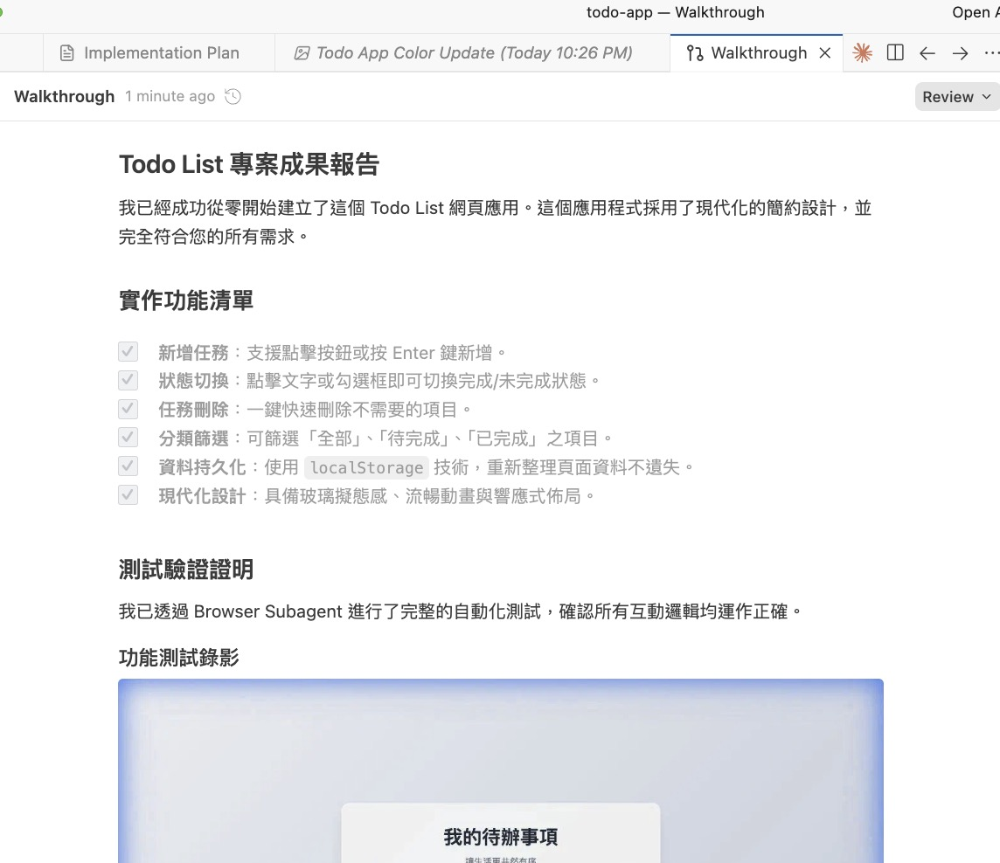 todo-app — Walkthrough
Open A
Implementation Plan
Todo App Color Update (Today 10:26 PM)
Walkthrough
Walkthrough 1 minute ago
Review
Todo List 專案成果報告
我已經成功從零開始建立了這個 Todo List 網頁應用。這個應用程式採用了現代化的簡約設計，並
完全符合您的所有需求。
實作功能清單
新增任務：支援點擊按鈕或按 Enter 鍵新增。
狀態切換：點擊文字或勾選框即可切換完成/未完成狀態。
任務刪除：一鍵快速刪除不需要的項目。
分類篩選：可篩選「全部」、「待完成」、「已完成」之項目。
資料持久化：使用 localStorage 技術，重新整理頁面資料不遺失。
現代化設計：具備玻璃擬態感、流暢動畫與響應式佈局。
測試驗證證明
我已透過 Browser Subagent 進行了完整的自動化測試，確認所有互動邏輯均運作正確。
功能測試錄影
我的待辦事項